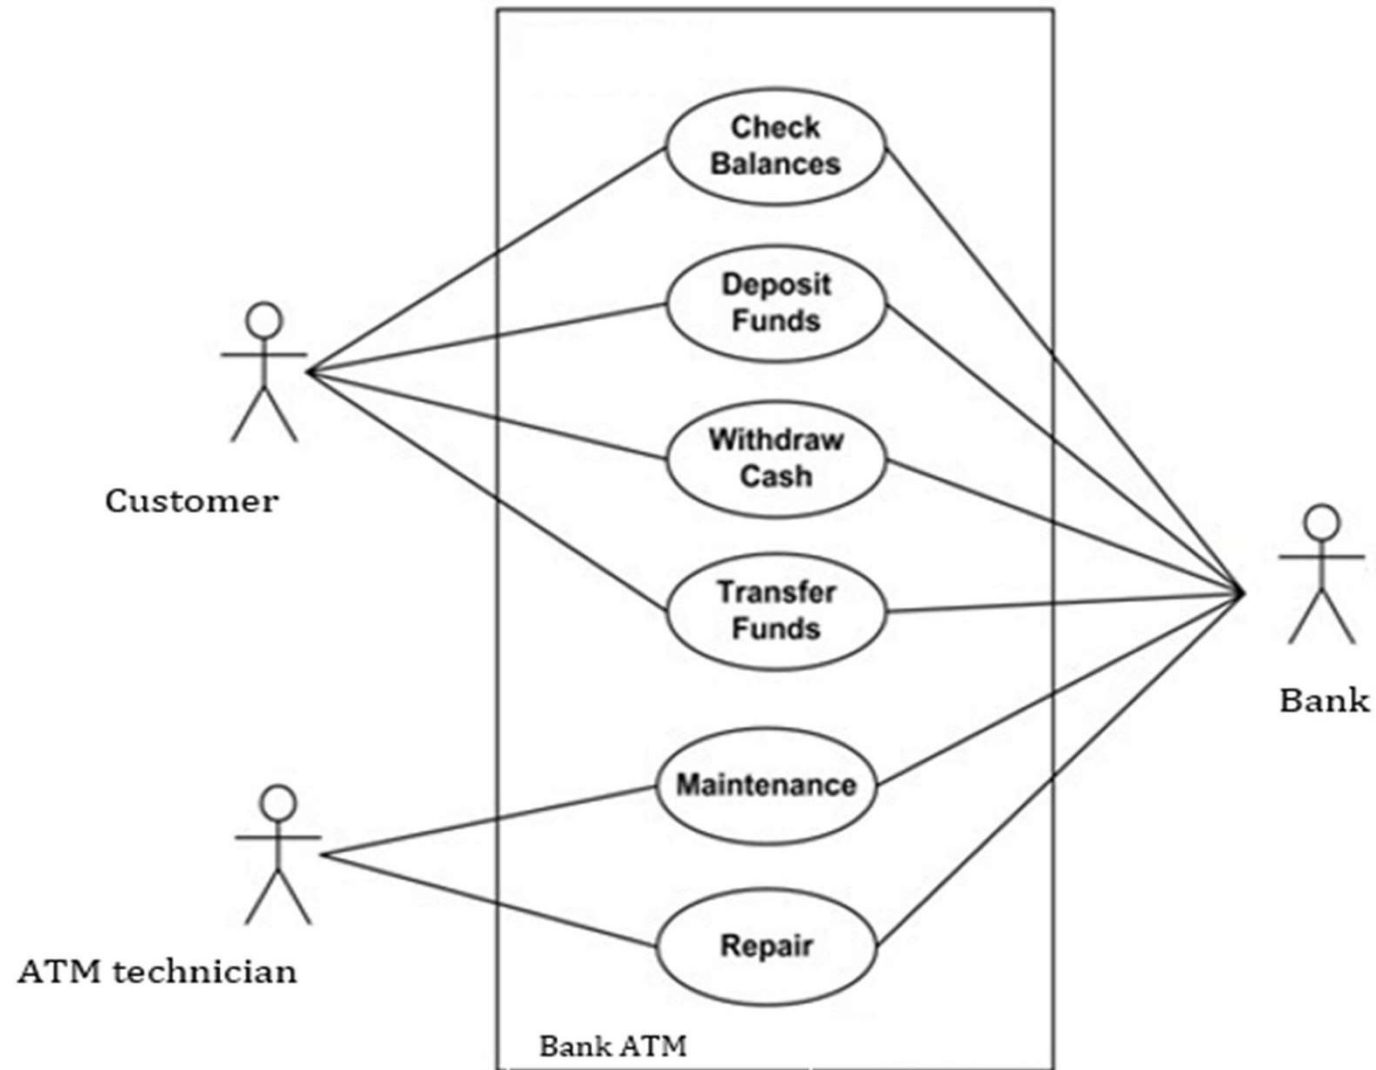 Check
Balances
Deposit
Funds
Withdraw
Cash
Customer
Transfer
Funds
Bank
Maintenance
Repair
ATM technician
Bank ATM